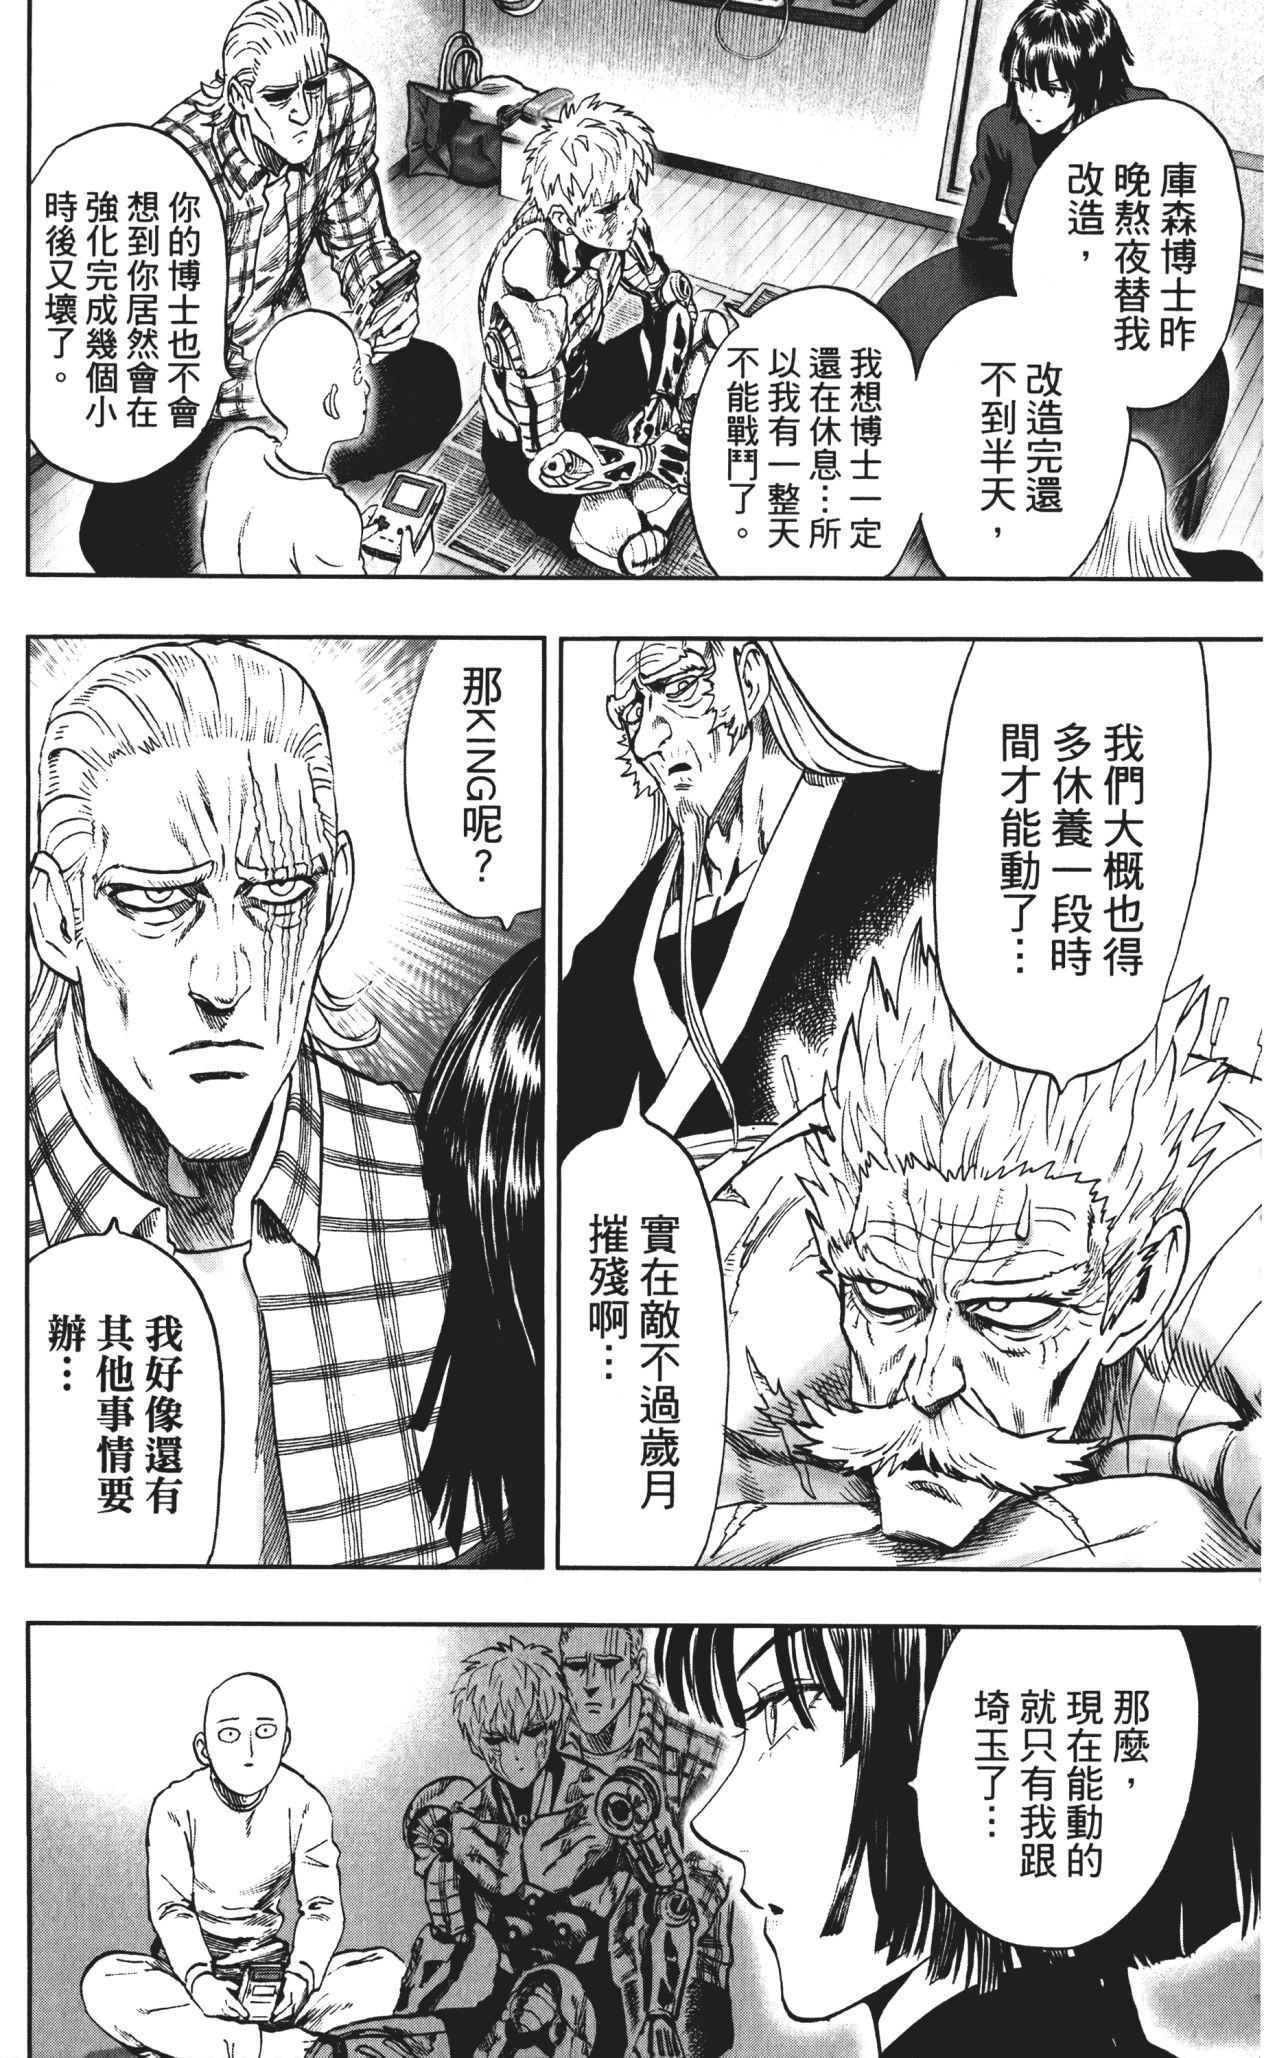 庫森博士昨
晚熬夜替我
改造，
改造完還
不到半天，
我想博士一定
還在休息…所
以我有一整天
不能戰鬥了。
你的博士也不會
想到你居然會在
強化完成幾個小
時後又壞了。
我們大概也得
多休養一段時
間才能動了…
實在敵不過歲月
摧殘啊…
那KING呢？
我好像還有
其他事情要
辦…
那麼，
現在能動的
就只有我跟
埼玉了…